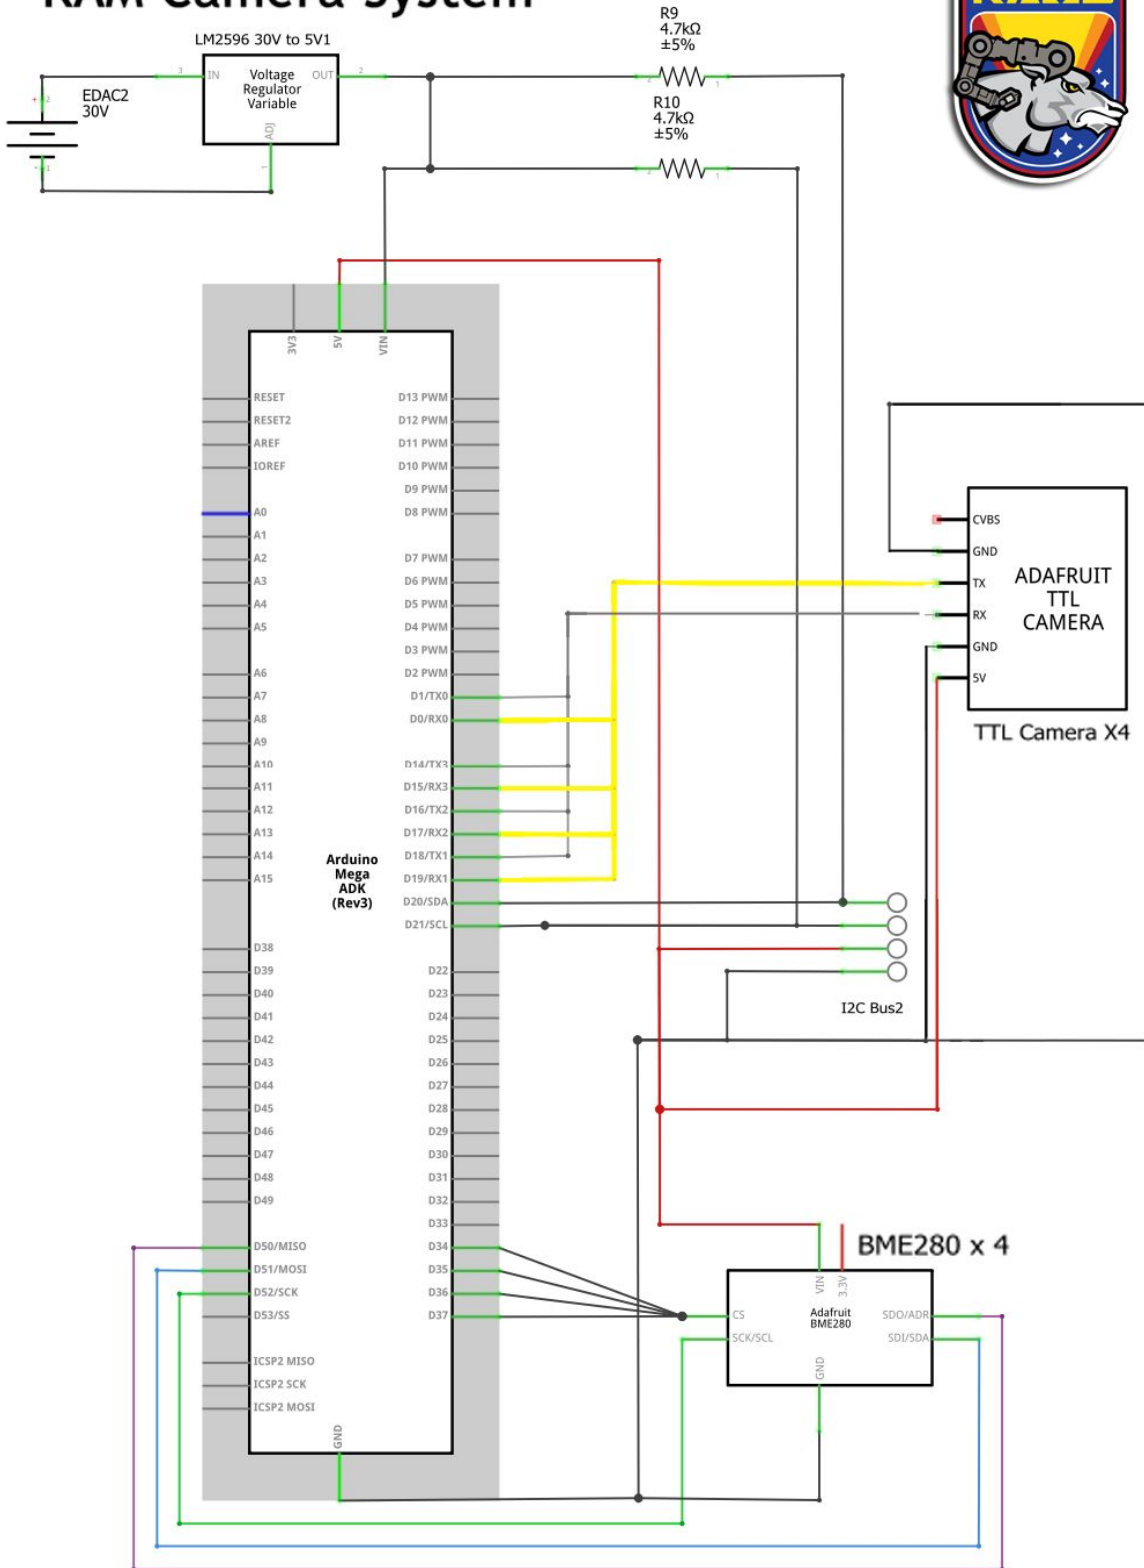 RAM Camera System
LM2596 30V to 5V1
R9
4.7kΩ
±5%
3
IN
Voltage
Regulator
Variable
OUT
2
ADJ
1
EDAC2
30V
2
1
R10
4.7kΩ
±5%
2
1
3V3
5V
VIN
RESET
RESET2
AREF
IOREF
A0
A1
A2
A3
A4
A5
A6
A7
A8
A9
A10
A11
A12
A13
A14
A15
D38
D39
D40
D41
D42
D43
D44
D45
D46
D47
D48
D49
D50/MISO
D51/MOSI
D52/SCK
D53/SS
ICSP2 MISO
ICSP2 SCK
ICSP2 MOSI
GND
Arduino
Mega
ADK
(Rev3)
D13 PWM
D12 PWM
D11 PWM
D10 PWM
D9 PWM
D8 PWM
D7 PWM
D6 PWM
D5 PWM
D4 PWM
D3 PWM
D2 PWM
D1/TX0
D0/RX0
D14/TX3
D15/RX3
D16/TX2
D17/RX2
D18/TX1
D19/RX1
D20/SDA
D21/SCL
D22
D23
D24
D25
D26
D27
D28
D29
D30
D31
D32
D33
D34
D35
D36
D37
CVBS
GND
TX
RX
GND
5V
ADAFRUIT
TTL
CAMERA
TTL Camera X4
I2C Bus2
BME280 x 4
VIN
3.3V
CS
SCK/SCL
Adafruit
BME280
SDO/ADR
SDI/SDA
GND